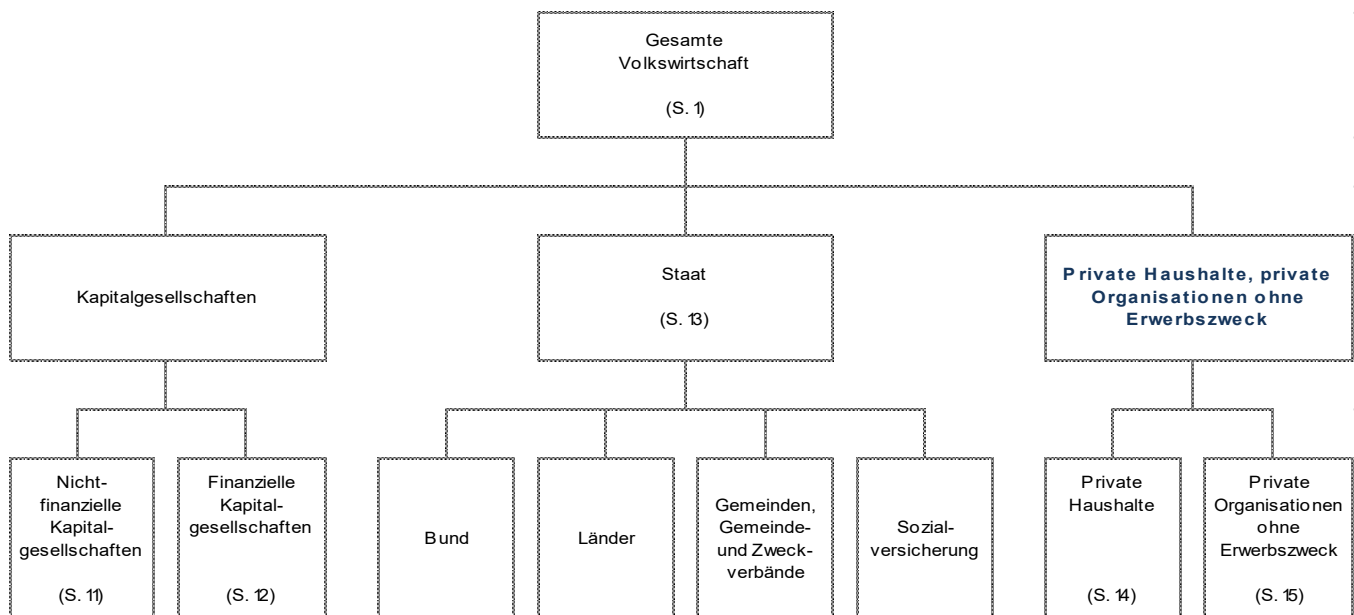 Gesamte
Volkswirtschaft
(S. 1)
Kapitalgesellschaften
Staat
(S. 13)
Private Haushalte, private
Organisationen ohne
Erwerbszweck
Nicht-
finanzielle
Kapital-
gesellschaften
(S. 11)
Finanzielle
Kapital-
gesellschaften
(S. 12)
Bund
Länder
Gemeinden,
Gemeinde-
und Zweck-
verbände
Sozial-
versicherung
Private
Haushalte
(S. 14)
Private
Organisationen
ohne
Erwerbszweck
(S. 15)